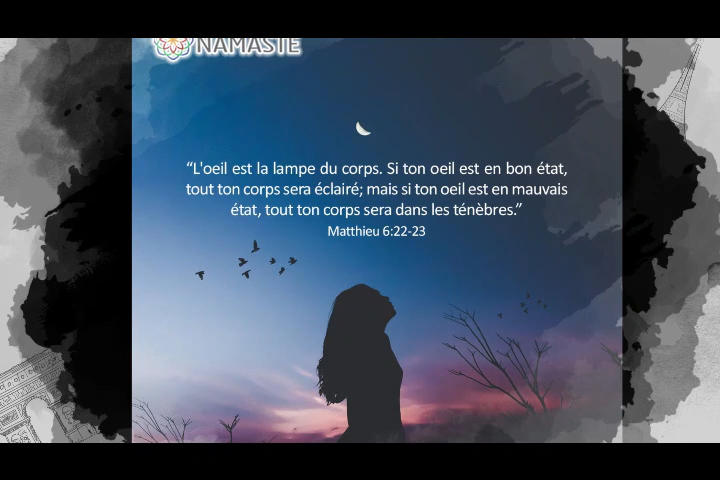 NAMASTE
“L'oeil est la lampe du corps. Si ton oeil est en bon état,
tout ton corps sera éclairé; mais si ton oeil est en mauvais
état, tout ton corps sera dans les ténèbres.”
Matthieu 6:22-23